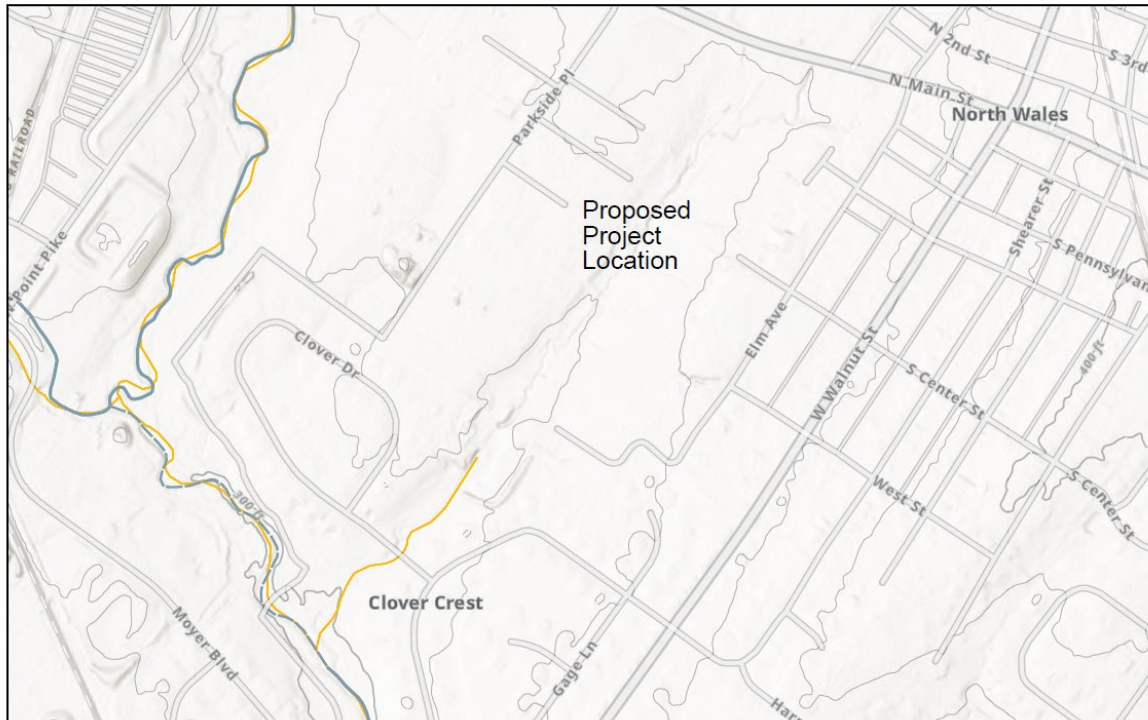 N 2nd St
S 3rd
N Main St
North Wales
Parkside Pl
RAILROAD
Proposed
Project
Location
Shearer St
S Pennsylvan
Point Pike
Clover Dr
Elm Ave
W Walnut St
S Center St
400 ft
300 ft
West St
S Center St
Clover Crest
Moyer Blvd
Gage Ln
Harr